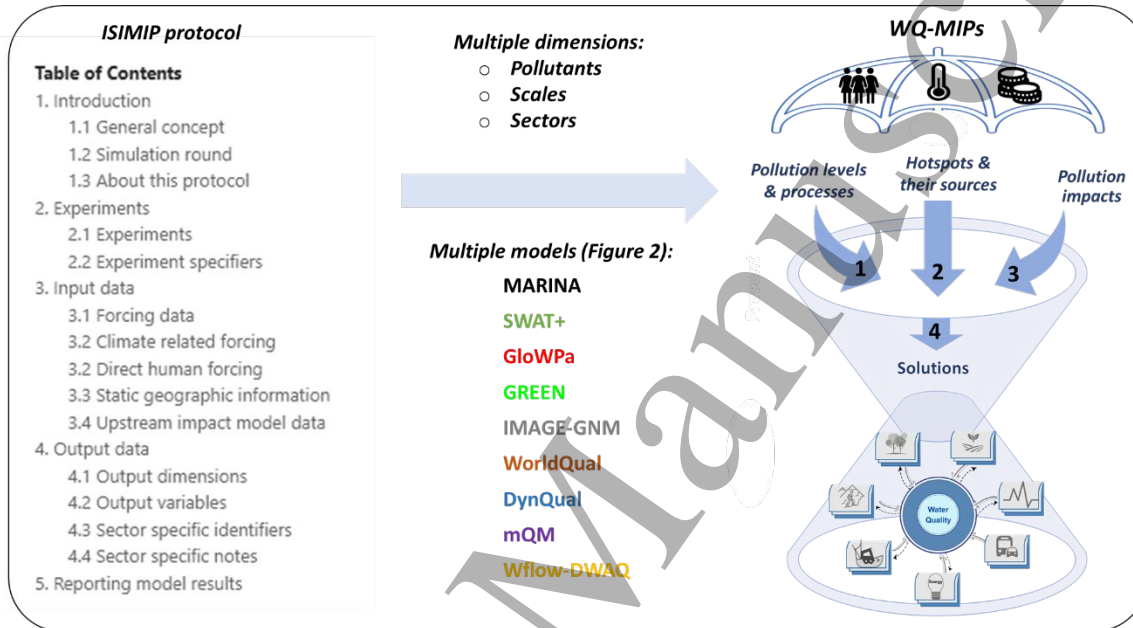 ISIMIP protocol
Table of Contents
1. Introduction
1.1 General concept
1.2 Simulation round
1.3 About this protocol
2. Experiments
2.1 Experiments
2.2 Experiment specifiers
3. Input data
3.1 Forcing data
3.2 Climate related forcing
3.2 Direct human forcing
3.3 Static geographic information
3.4 Upstream impact model data
4. Output data
4.1 Output dimensions
4.2 Output variables
4.3 Sector specific identifiers
4.4 Sector specific notes
5. Reporting model results
Multiple dimensions:
○ Pollutants
○ Scales
○ Sectors
Multiple models (Figure 2):
MARINA
SWAT+
GloWPa
GREEN
IMAGE-GNM
WorldQual
DynQual
mQM
Wflow-DWAQ
WQ-MIPs
Pollution levels
& processes
Hotspots &
their sources
Pollution
impacts
1
2
3
4
Solutions
Water
Quality
Energy
Manuscr